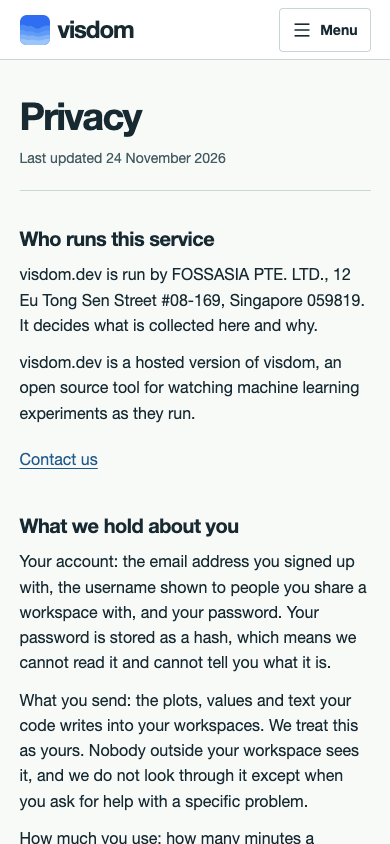 visdom
Menu
Privacy
Last updated 24 November 2026
Who runs this service
visdom.dev is run by FOSSASIA PTE. LTD., 12
Eu Tong Sen Street #08-169, Singapore 059819.
It decides what is collected here and why.
visdom.dev is a hosted version of visdom, an
open source tool for watching machine learning
experiments as they run.
Contact us
What we hold about you
Your account: the email address you signed up
with, the username shown to people you share a
workspace with, and your password. Your
password is stored as a hash, which means we
cannot read it and cannot tell you what it is.
What you send: the plots, values and text your
code writes into your workspaces. We treat this
as yours. Nobody outside your workspace sees
it, and we do not look through it except when
you ask for help with a specific problem.
How much you use: how many minutes a